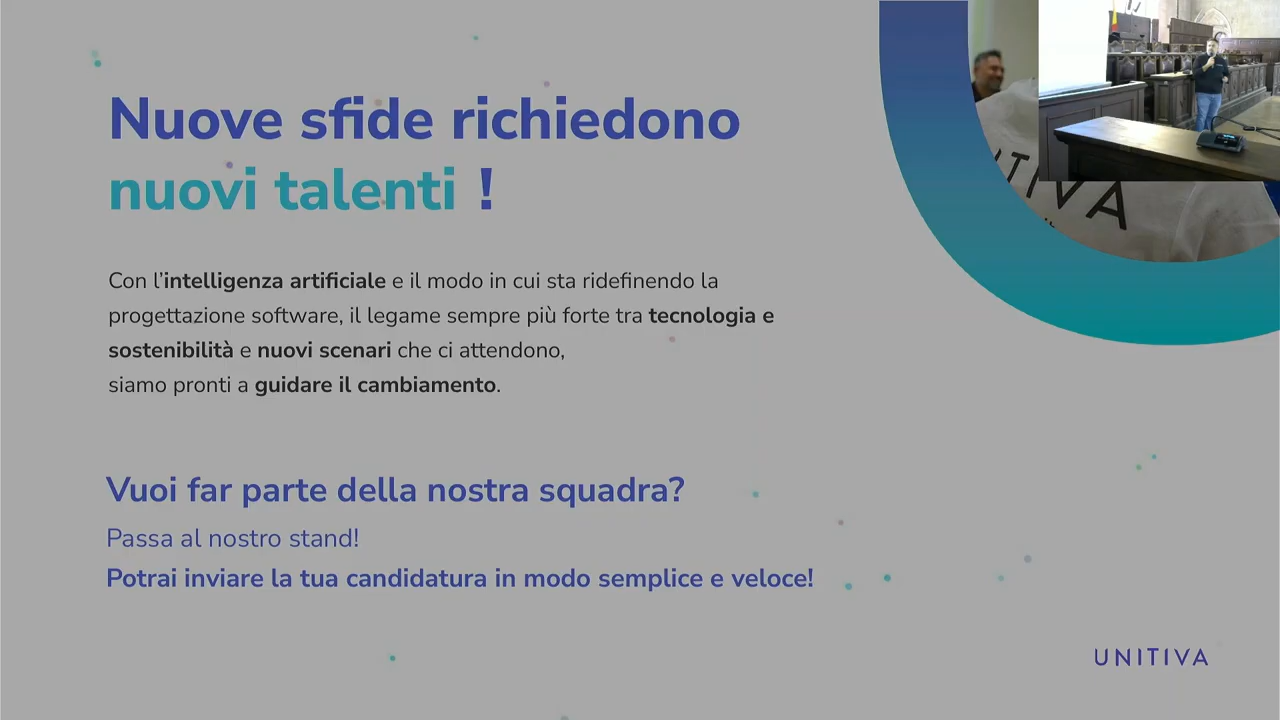 Nuove sfide richiedono
nuovi talenti !
Con l'intelligenza artificiale e il modo in cui sta ridefinendo la
progettazione software, il legame sempre più forte tra tecnologia e
sostenibilità e nuovi scenari che ci attendono,
siamo pronti a guidare il cambiamento.
Vuoi far parte della nostra squadra?
Passa al nostro stand!
Potrai inviare la tua candidatura in modo semplice e veloce!
UNITIVA